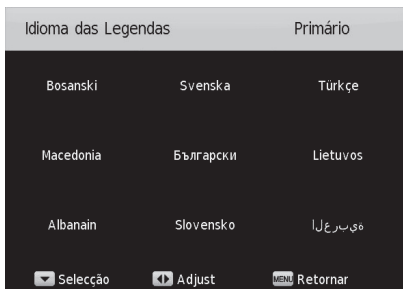 Idioma das Legendas Primário
Bosanski Svenska Türkçe
Macedonia Български Lietuvos
Albanain Slovensko العربية
Selecção Adjust MENU Retornar